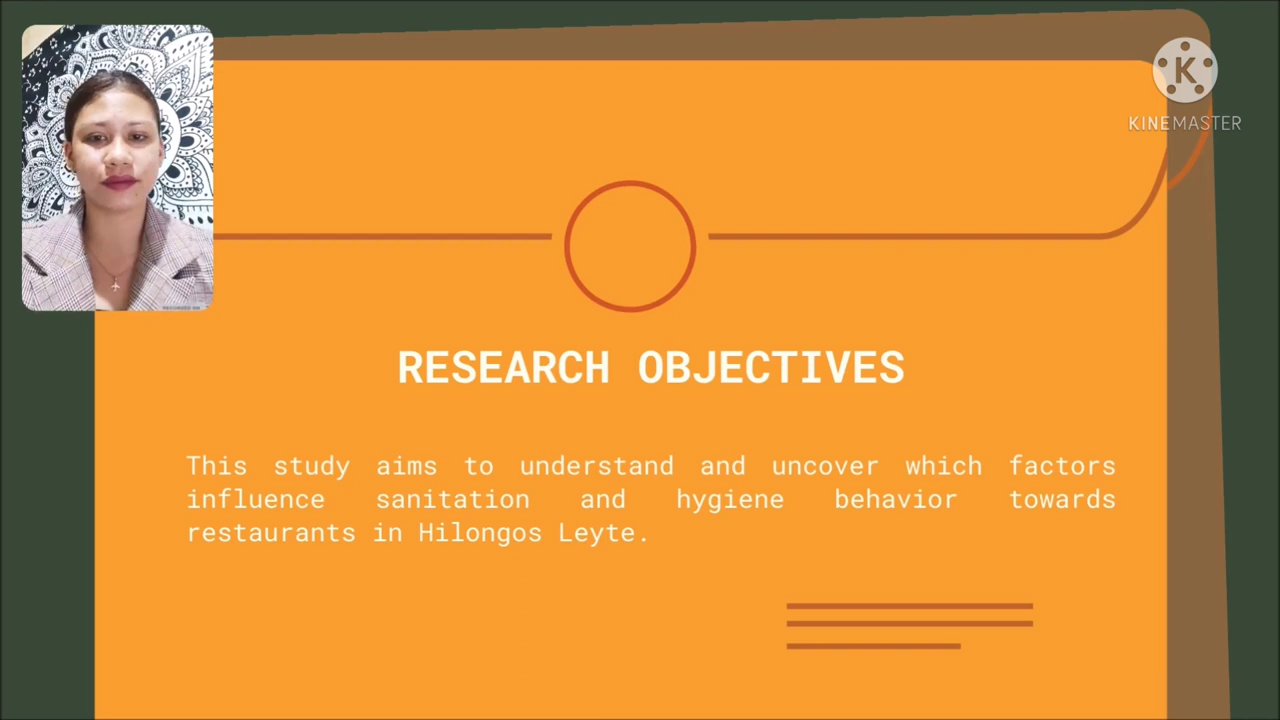 KINEMASTER
RESEARCH OBJECTIVES
This study aims to understand and uncover which factors
influence sanitation and hygiene behavior towards
restaurants in Hilongos Leyte.